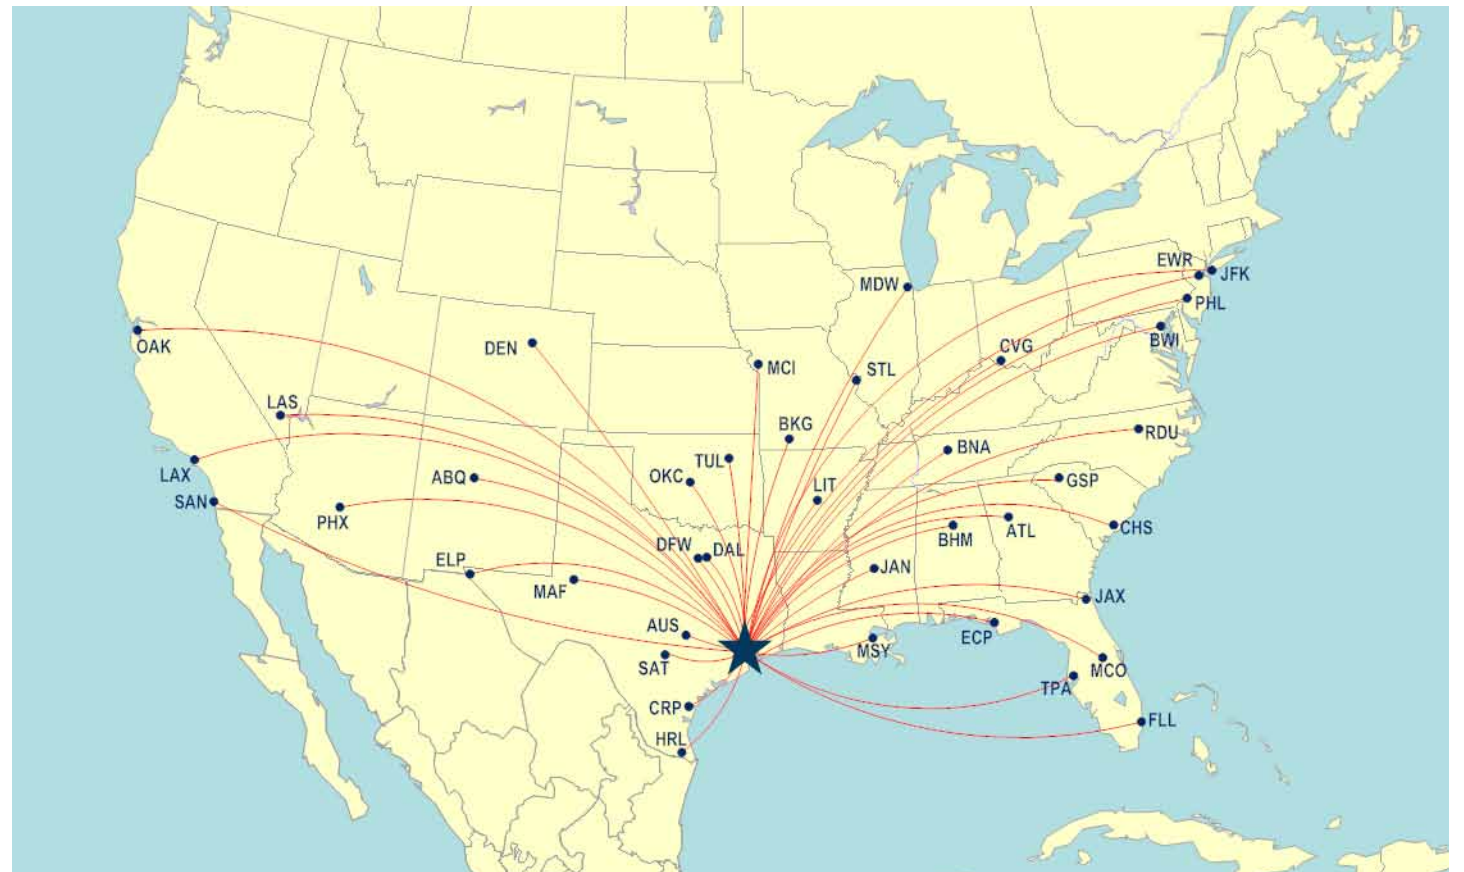 EWR
JFK
MDW
PHL
OAK
DEN
BWI
CVG
MCI
STL
LAS
BKG
RDU
BNA
TUL
LAX
ABQ
OKC
GSP
LIT
SAN
PHX
CHS
ATL
BHM
DFW
DAL
ELP
JAN
MAF
JAX
AUS
ECP
MSY
SAT
MCO
TPA
CRP
FLL
HRL